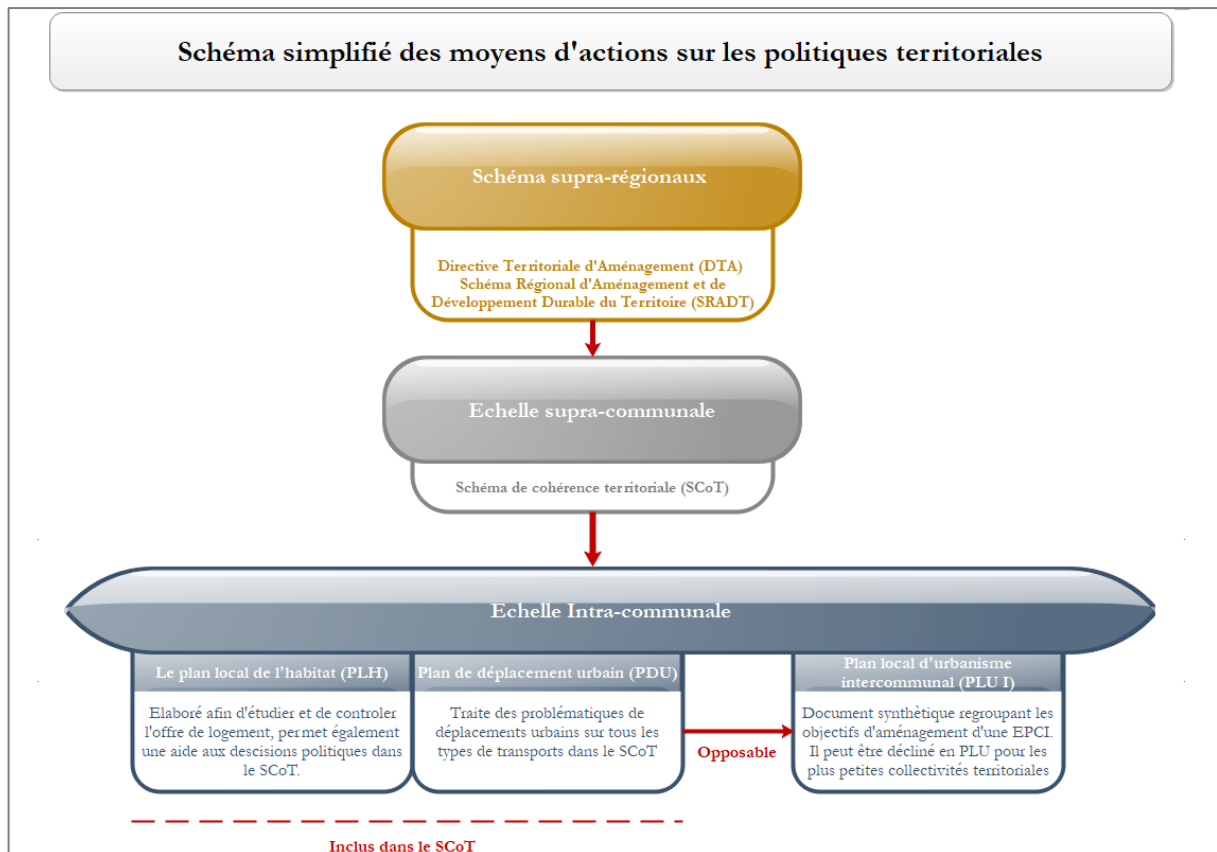 Schéma simplifié des moyens d'actions sur les politiques territoriales
Schéma supra-régionaux
Directive Territoriale d'Aménagement (DTA)
Schéma Régional d'Aménagement et de
Développement Durable du Territoire (SRADT)
Echelle supra-communale
Schéma de cohérence territoriale (SCoT)
Echelle Intra-communale
Le plan local de l'habitat (PLH)
Elaboré afin d'étudier et de controler
l'offre de logement, permet également
une aide aux descisions politiques dans
le SCoT.
Plan de déplacement urbain (PDU)
Traite des problématiques de
déplacements urbains sur tous les
types de transports dans le SCoT
Opposable
Plan local d'urbanisme
intercommunal (PLU I)
Document synthètique regroupant les
objectifs d'aménagement d'une EPCI.
Il peut être décliné en PLU pour les
plus petites collectivités territoriales
Inclus dans le SCoT